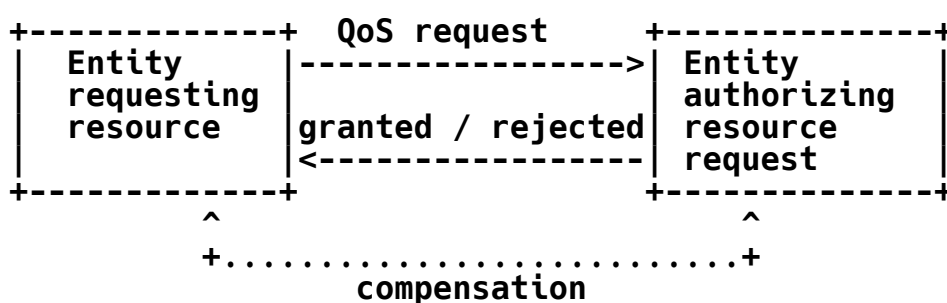 +-------------+  QoS request     +--------------+
|  Entity     |----------------->| Entity       |
|  requesting |                  | authorizing  |
|  resource   |granted / rejected| resource     |
|             |<-----------------| request      |
+-------------+                  +--------------+
          ^                           ^
          +...........................+
                  compensation